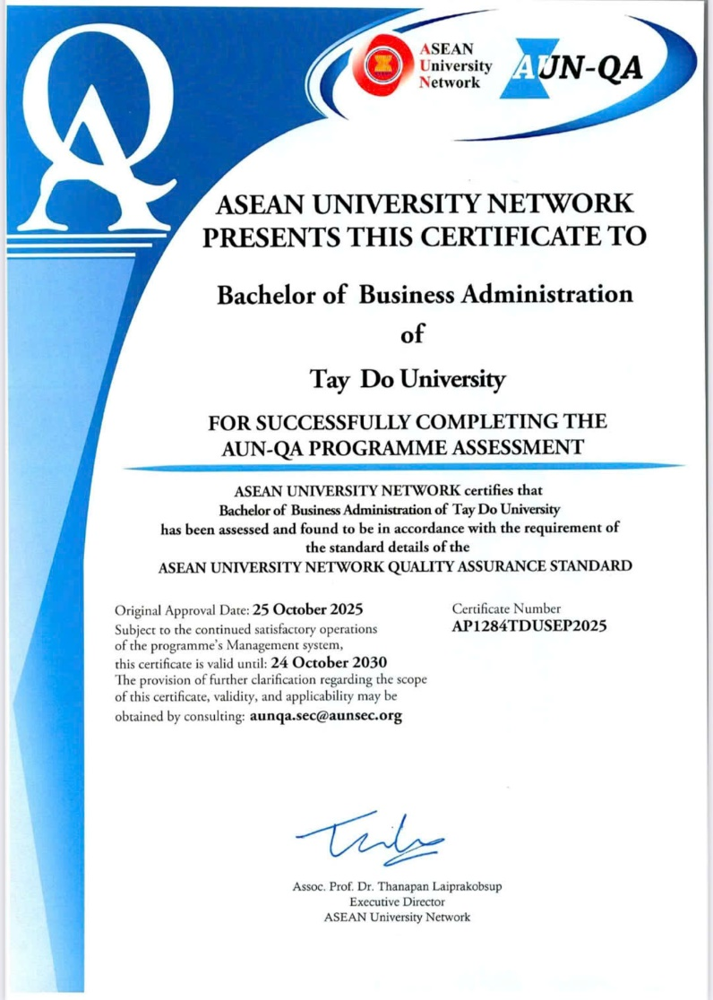 QA
ASEAN
University
Network
AUN-QA
ASEAN UNIVERSITY NETWORK
PRESENTS THIS CERTIFICATE TO
Bachelor of Business Administration
of
Tay Do University
FOR SUCCESSFULLY COMPLETING THE
AUN-QA PROGRAMME ASSESSMENT
ASEAN UNIVERSITY NETWORK certifies that
Bachelor of Business Administration of Tay Do University
has been assessed and found to be in accordance with the requirement of
the standard details of the
ASEAN UNIVERSITY NETWORK QUALITY ASSURANCE STANDARD
Original Approval Date: 25 October 2025
Subject to the continued satisfactory operations
of the programme's Management system,
this certificate is valid until: 24 October 2030
The provision of further clarification regarding the scope
of this certificate, validity, and applicability may be
obtained by consulting: aunqa.sec@aunsec.org
Certificate Number
AP1284TDUSEP2025
Assoc. Prof. Dr. Thanapan Laiprakobsup
Executive Director
ASEAN University Network